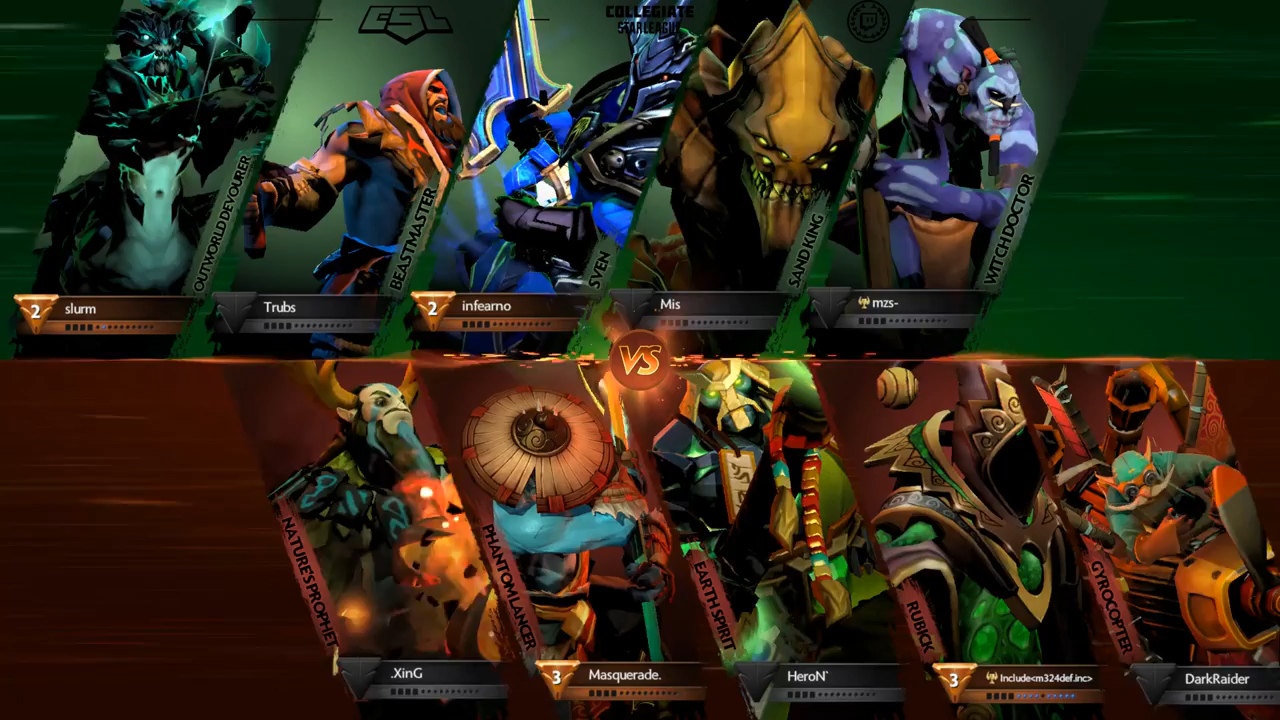 CSL
COLLEGIATE
STARLEAGUE
OUTWORLD DEVOURER
BEASTMASTER
SVEN
SAND KING
WITCH DOCTOR
2
slurm
Trubs
2
infearno
.Mis
mzs-
VS
NATURE'S PROPHET
PHANTOM LANCER
EARTH SPIRIT
RUBICK
GYROCOPTER
.XinG
3
Masquerade.
HeroN`
3
Include<m324def.inc>
DarkRaider